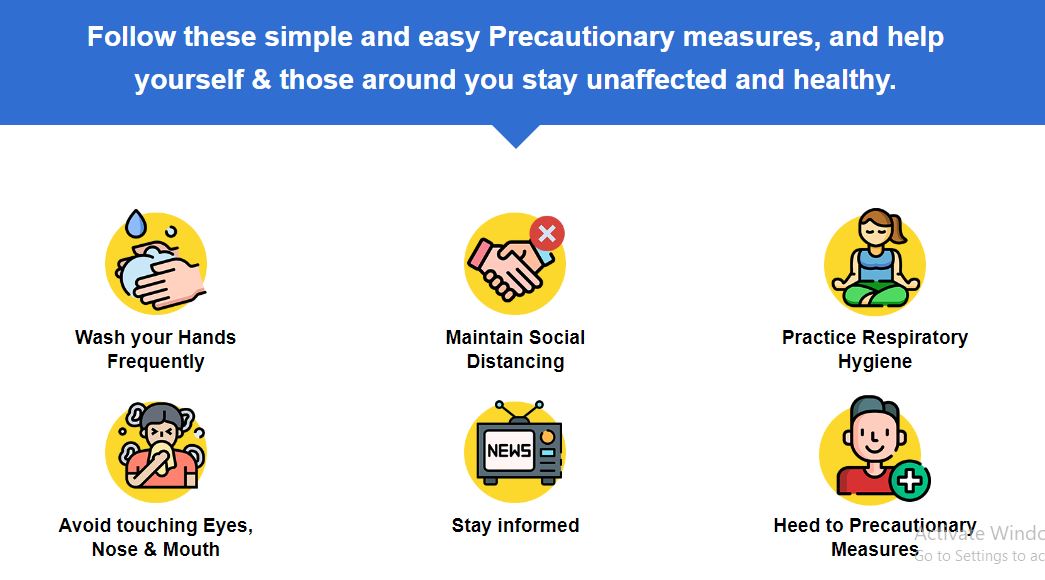 Follow these simple and easy Precautionary measures, and help
yourself & those around you stay unaffected and healthy.
Wash your Hands
Frequently
Maintain Social
Distancing
Practice Respiratory
Hygiene
Avoid touching Eyes,
Nose & Mouth
NEWS
Stay informed
Heed to Precautionary
Measures
Activate Windo
Go to Settings to ac